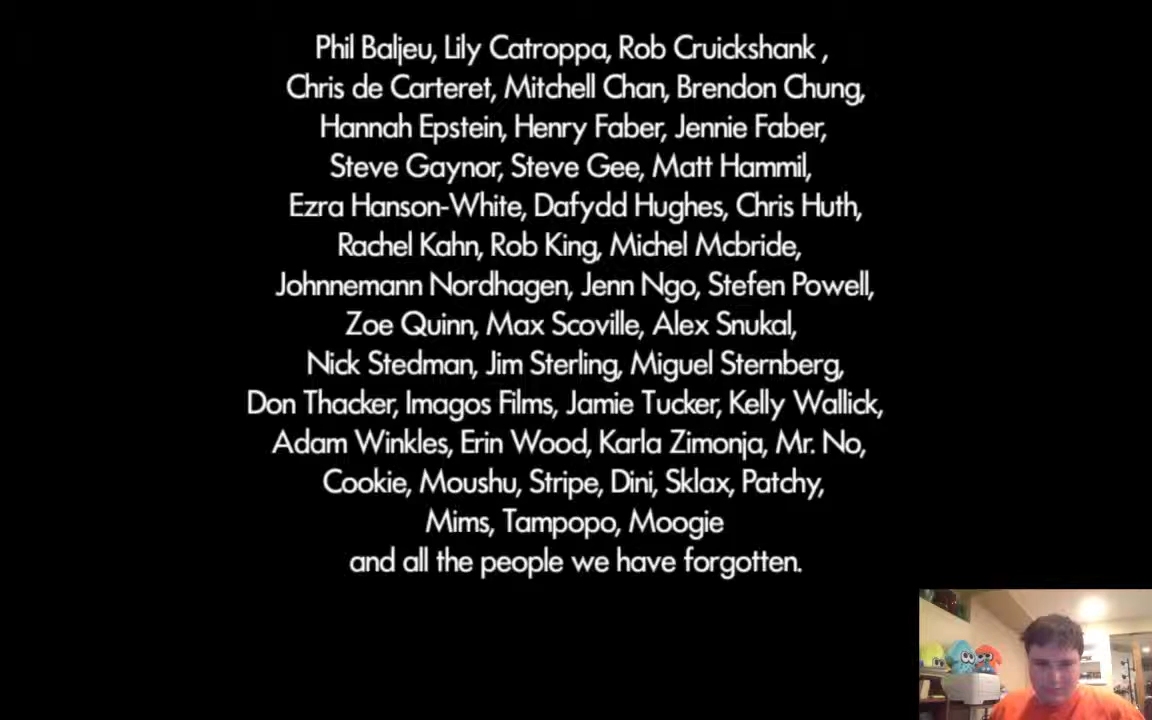 Phil Baljeu, Lily Catroppa, Rob Cruickshank ,
Chris de Carteret, Mitchell Chan, Brendon Chung,
Hannah Epstein, Henry Faber, Jennie Faber,
Steve Gaynor, Steve Gee, Matt Hammil,
Ezra Hanson-White, Dafydd Hughes, Chris Huth,
Rachel Kahn, Rob King, Michel Mcbride,
Johnnemann Nordhagen, Jenn Ngo, Stefen Powell,
Zoe Quinn, Max Scoville, Alex Snukal,
Nick Stedman, Jim Sterling, Miguel Sternberg,
Don Thacker, Imagos Films, Jamie Tucker, Kelly Wallick,
Adam Winkles, Erin Wood, Karla Zimonja, Mr. No,
Cookie, Moushu, Stripe, Dini, Sklax, Patchy,
Mims, Tampopo, Moogie
and all the people we have forgotten.